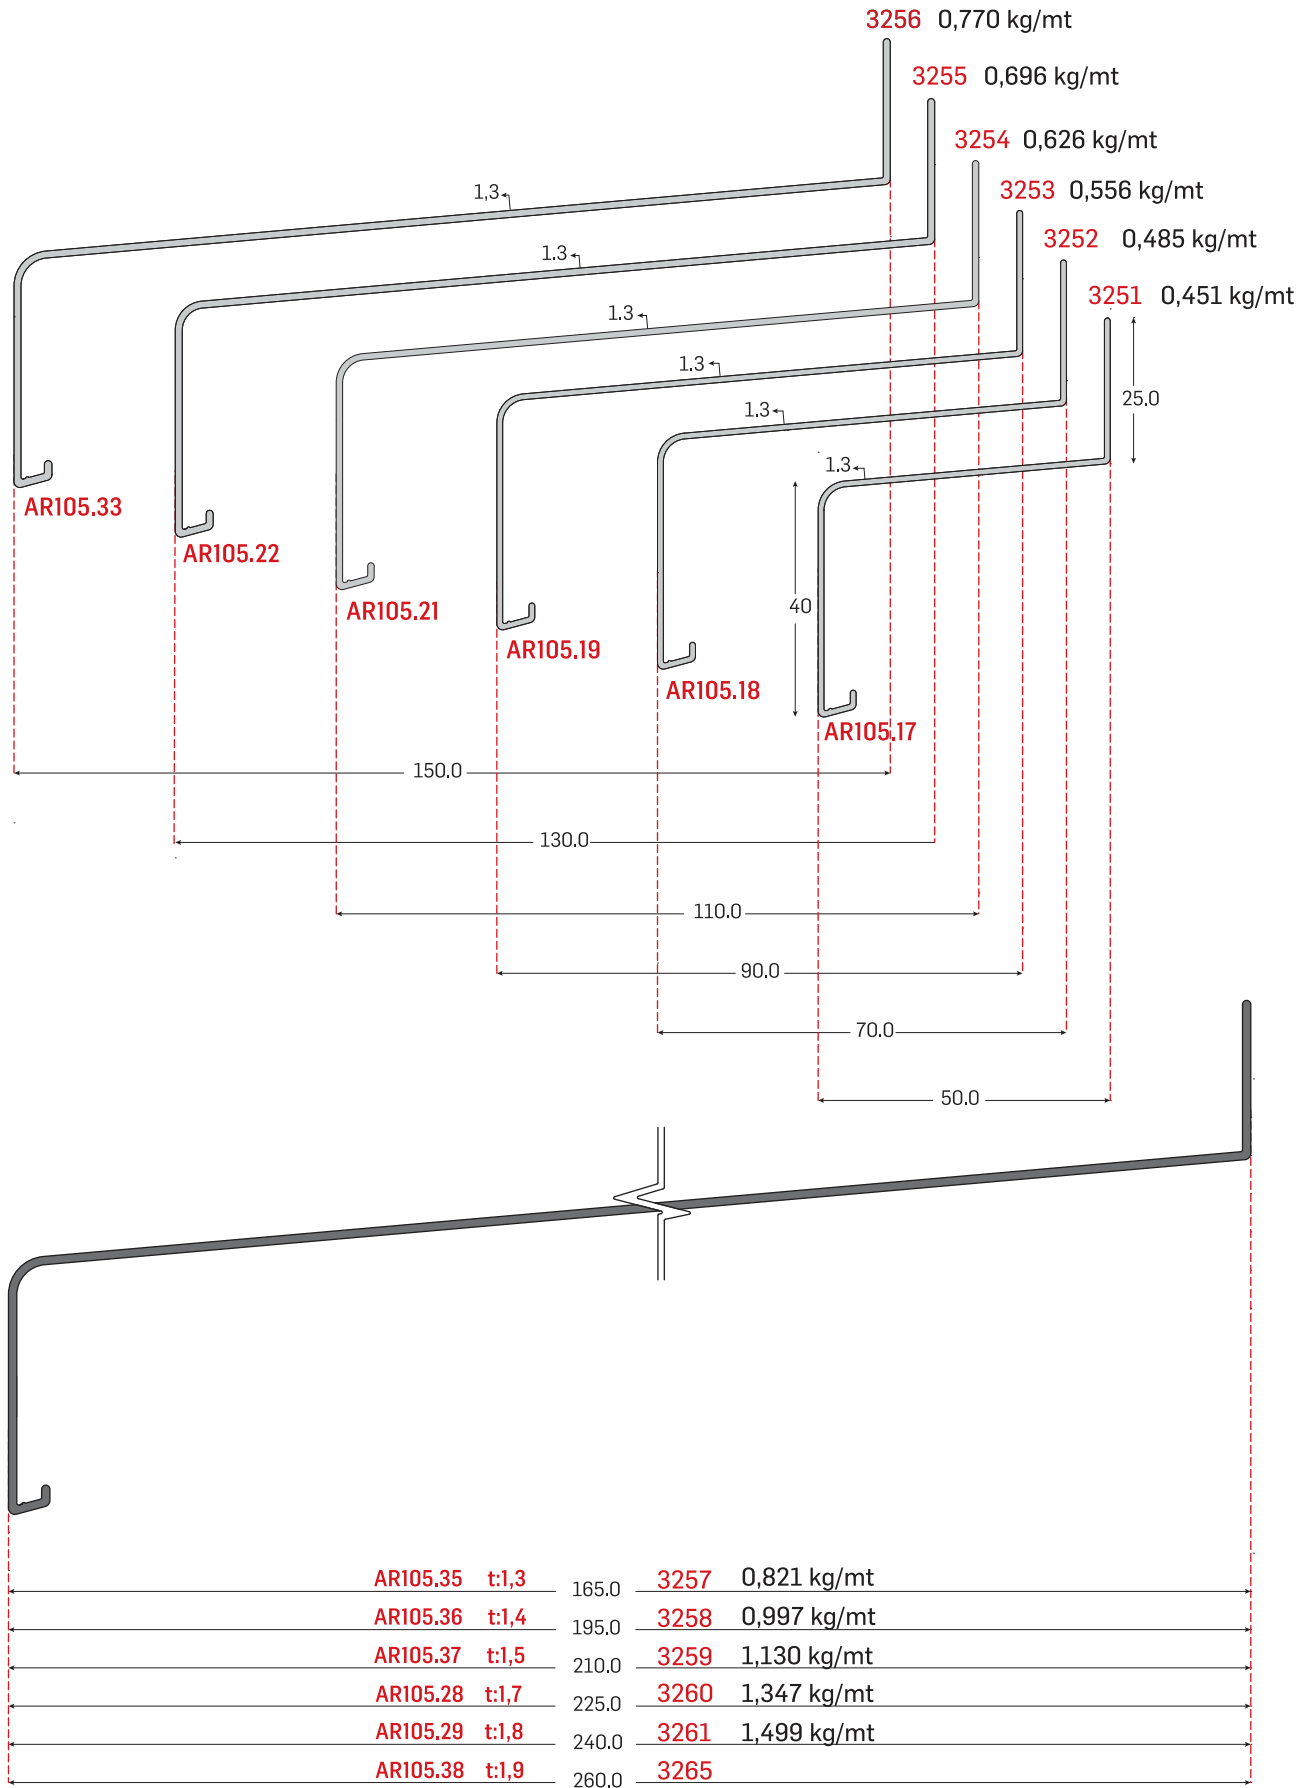 3256 0,770 kg/mt
3255 0,696 kg/mt
3254 0,626 kg/mt
3253 0,556 kg/mt
3252 0,485 kg/mt
3251 0,451 kg/mt
1,3
1.3
1.3
1.3
1.3
1.3
25.0
40
AR105.33
AR105.22
AR105.21
AR105.19
AR105.18
AR105.17
150.0
130.0
110.0
90.0
70.0
50.0
AR105.35 t:1,3 165.0 3257 0,821 kg/mt
AR105.36 t:1,4 195.0 3258 0,997 kg/mt
AR105.37 t:1,5 210.0 3259 1,130 kg/mt
AR105.28 t:1,7 225.0 3260 1,347 kg/mt
AR105.29 t:1,8 240.0 3261 1,499 kg/mt
AR105.38 t:1,9 260.0 3265